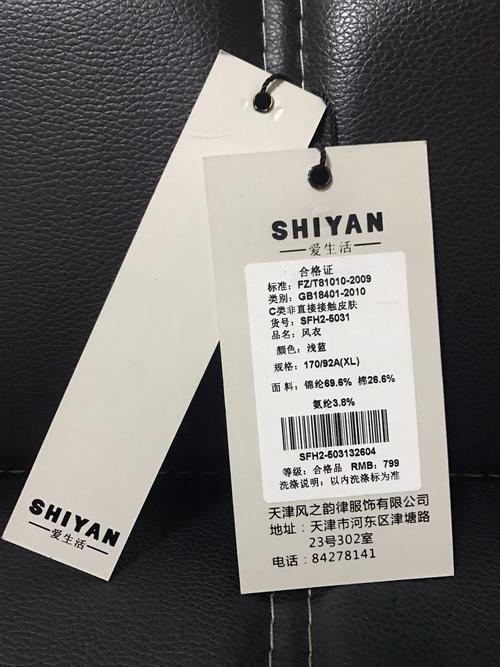 SHIYAN
爱生活
合格证
标准：FZ/T81010-2009
类别：GB18401-2010
C类非直接接触皮肤
货号：SFH2-5031
品名：风衣
颜色：浅蓝
规格：170/92A(XL)
面料：锦纶69.6% 棉26.6%
氨纶3.8%
SFH2-503132604
等级：合格品 RMB：799
洗涤说明：以内洗涤标为准
天津风之韵律服饰有限公司
地址：天津市河东区津塘路
23号302室
电话：84278141
SHIYAN
爱生活